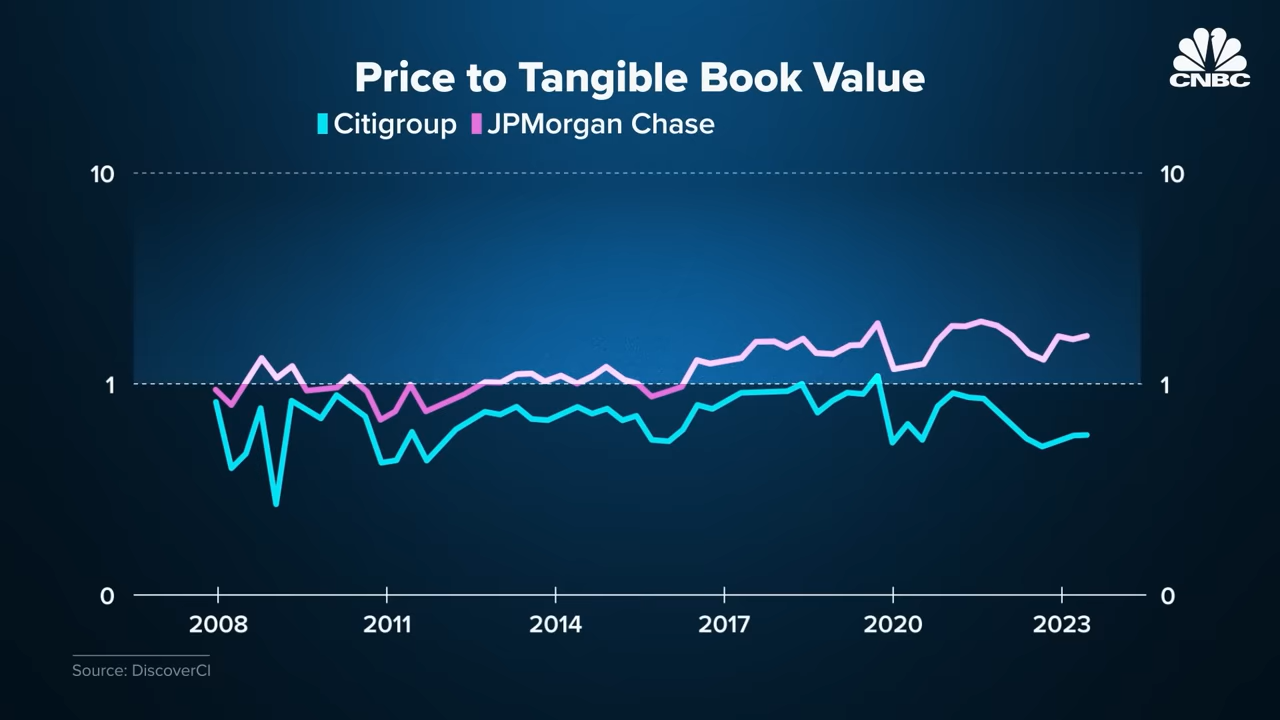 CNBC
Price to Tangible Book Value
Citigroup JPMorgan Chase
10 10
1 1
0 0
2008 2011 2014 2017 2020 2023
Source: DiscoverCI